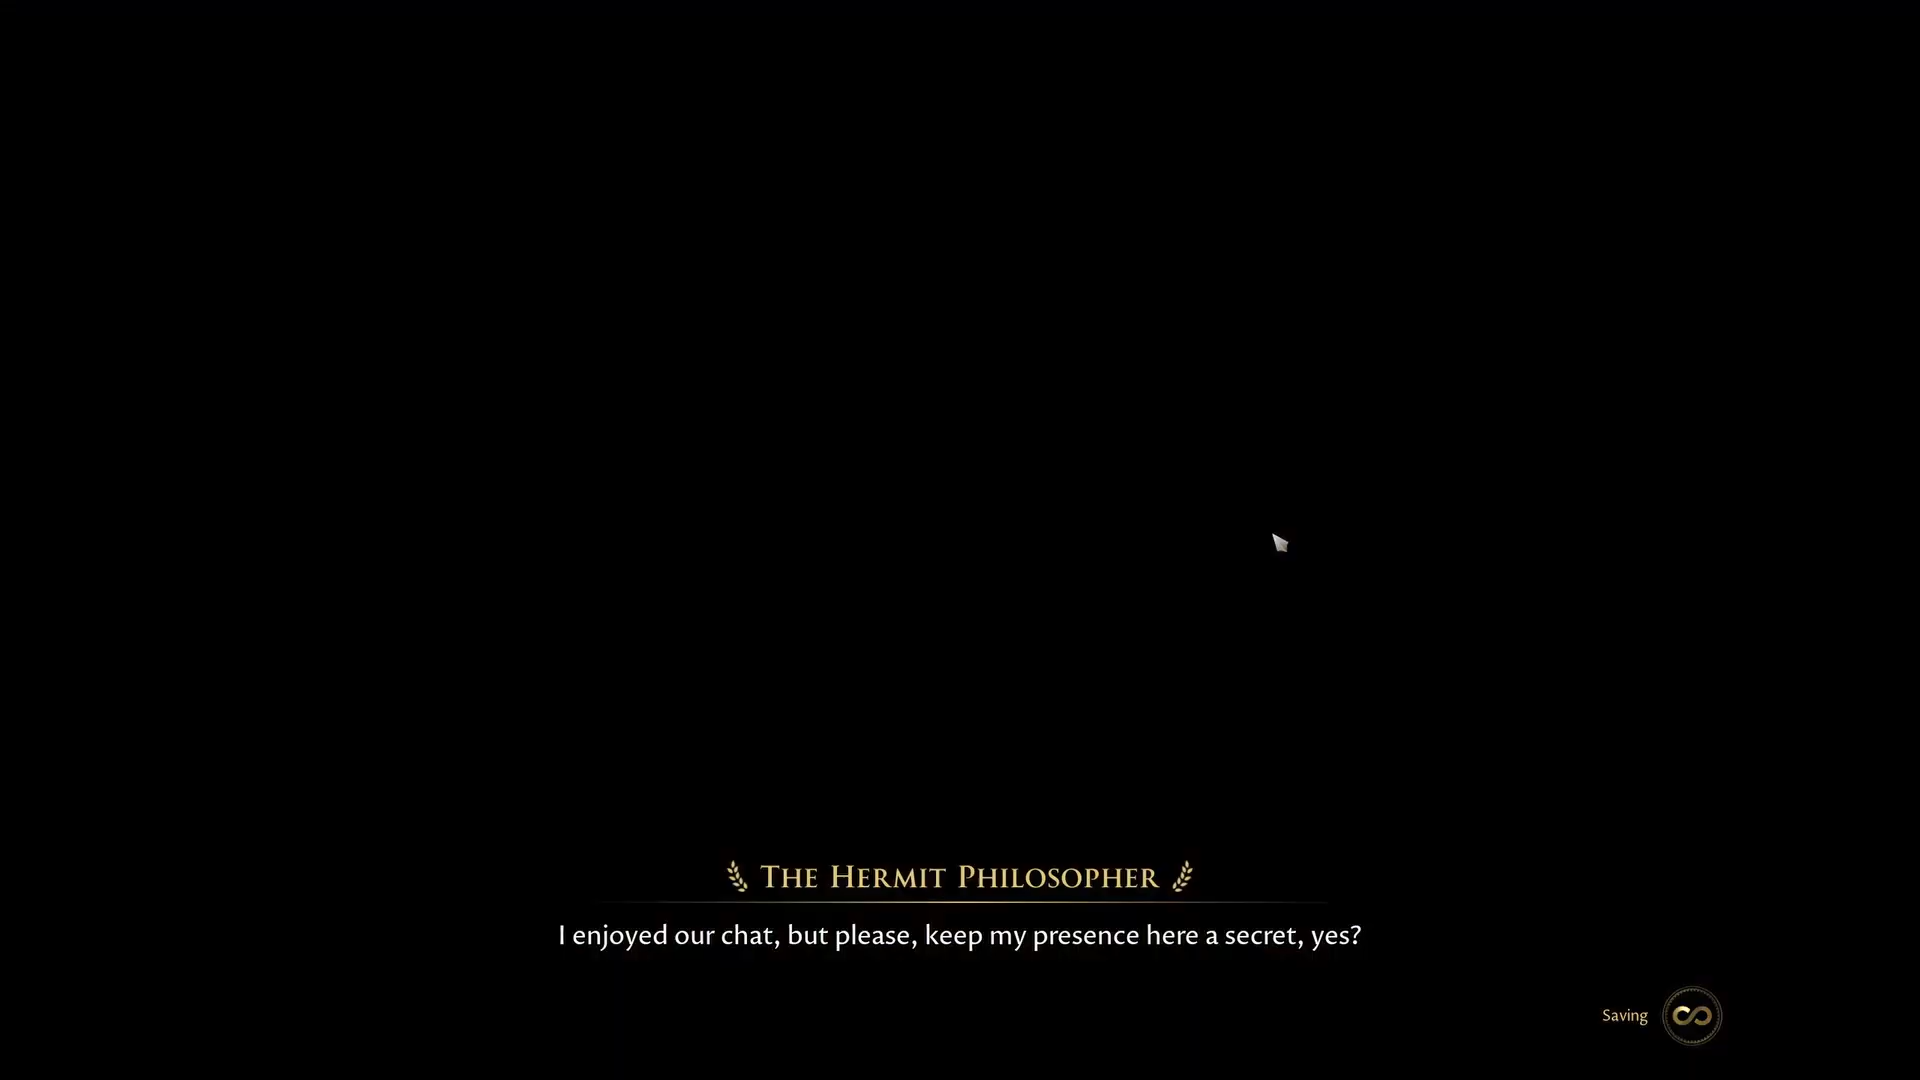 The Hermit Philosopher
I enjoyed our chat, but please, keep my presence here a secret, yes?
Saving